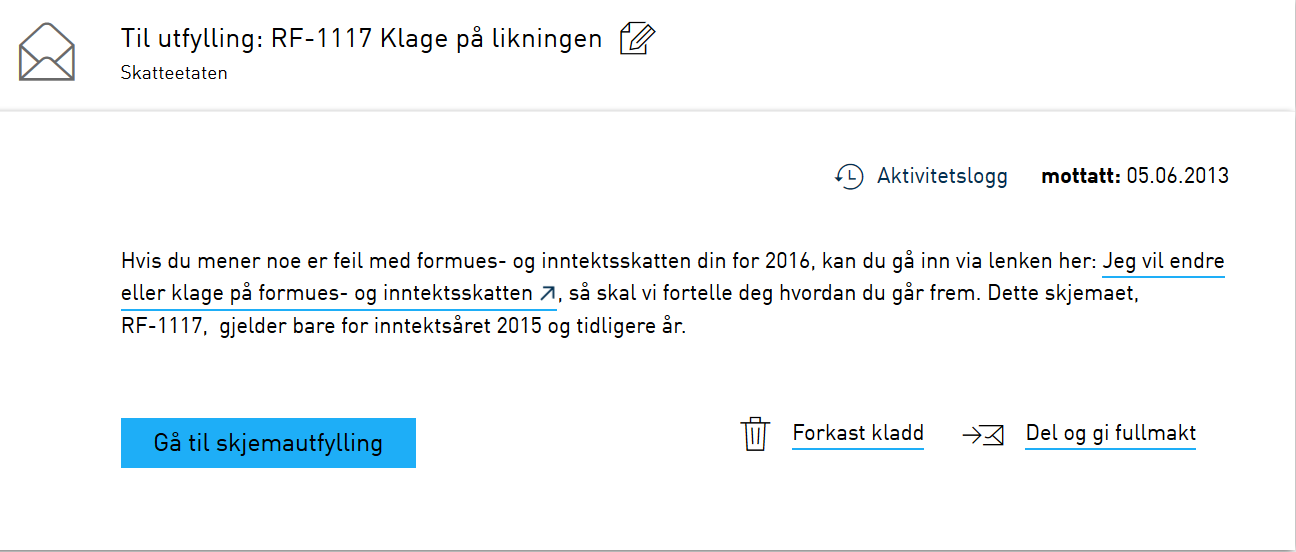 Til utfylling: RF-1117 Klage på likningen
Skatteetaten
Aktivitetslogg mottatt: 05.06.2013
Hvis du mener noe er feil med formues- og inntektsskatten din for 2016, kan du gå inn via lenken her: Jeg vil endre
eller klage på formues- og inntektsskatten, så skal vi fortelle deg hvordan du går frem. Dette skjemaet,
RF-1117, gjelder bare for inntektsåret 2015 og tidligere år.
Gå til skjemautfylling Forkast kladd Del og gi fullmakt